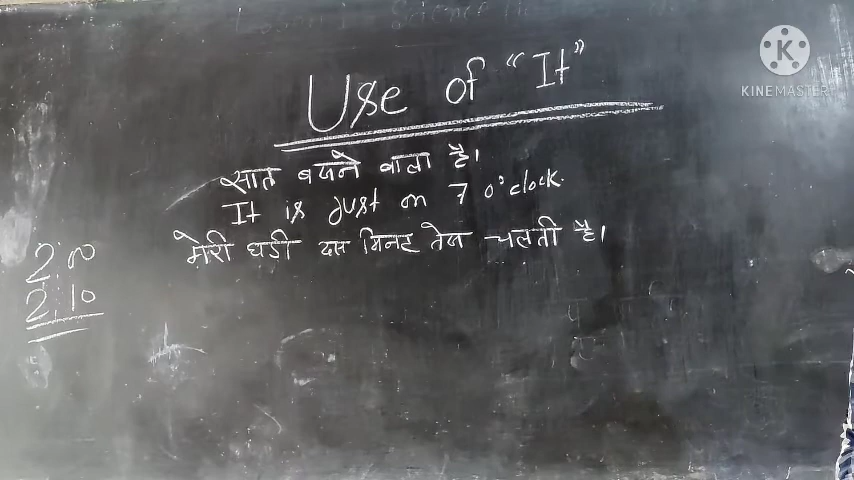 Science
Use of "It"
सात बजने वाला है।
It is just on 7 o'clock.
मेरी घडी दस मिनट तेज चलती है।
2:00
2:10
KINEMASTER